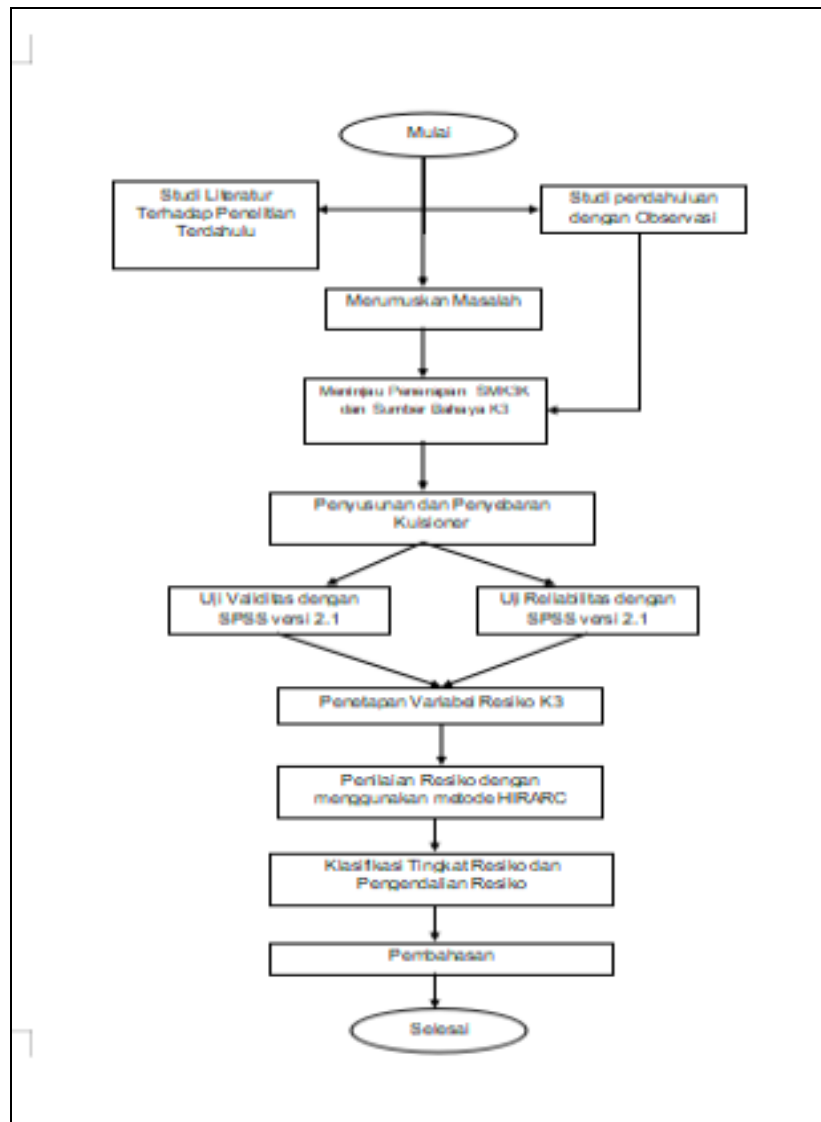 Mulai
Studi Literatur
Terhadap Penelitian
Terdahulu
Studi pendahuluan
dengan Observasi
Merumuskan Masalah
Meninjau Penerapan SMK3K
dan Sumber Bahaya K3
Penyusunan dan Penyebaran
Kuisioner
Uji Validitas dengan
SPSS versi 2.1
Uji Reliabilitas dengan
SPSS versi 2.1
Penetapan Variabel Resiko K3
Penilaian Resiko dengan
menggunakan metode HIRARC
Klasifikasi Tingkat Resiko dan
Pengendalian Resiko
Pembahasan
Selesai